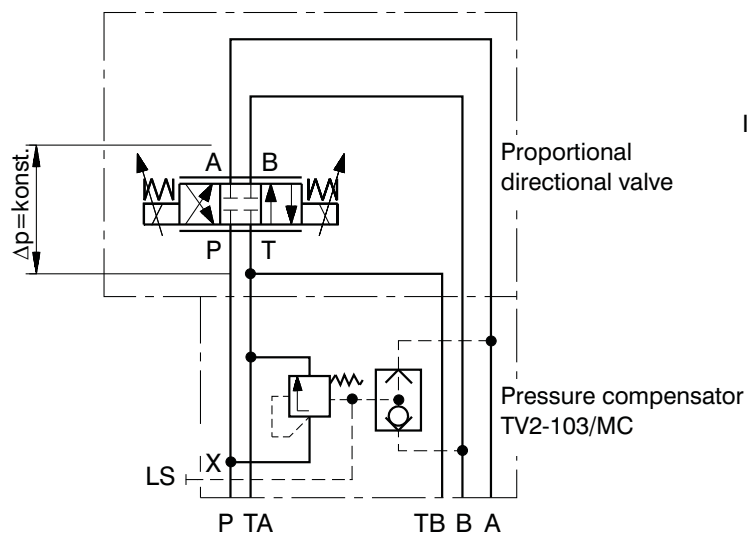 I
A B
Proportional
directional valve
Δp=konst.
P T
Pressure compensator
TV2-103/MC
X
LS
P TA TB B A